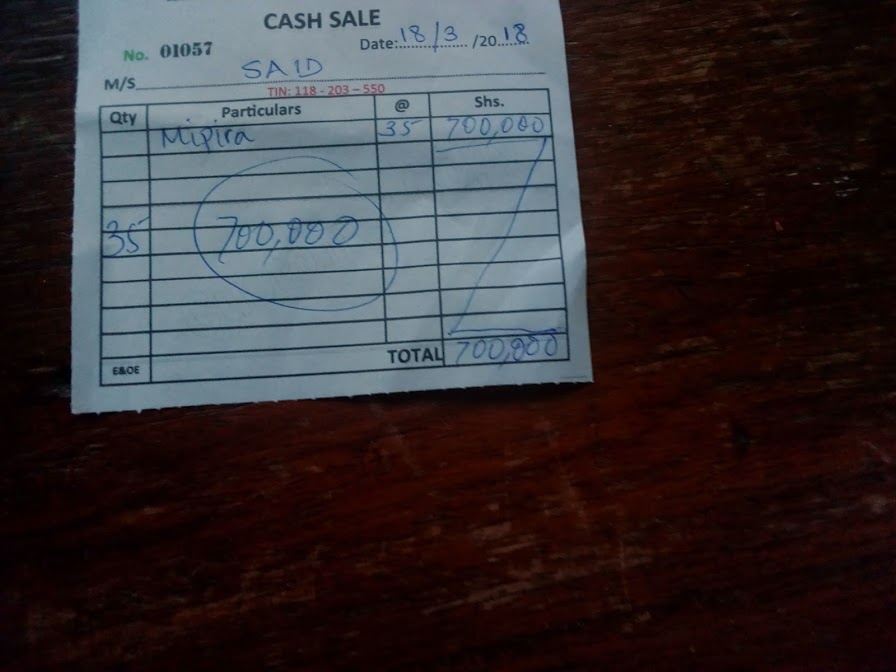 CASH SALE
No. 01057 Date: 18/3 /2018
M/S SAID
TIN: 118 - 203 – 550
Qty Particulars @ Shs.
Mipira 35 700,000
35 700,000
TOTAL 700,000
E&OE